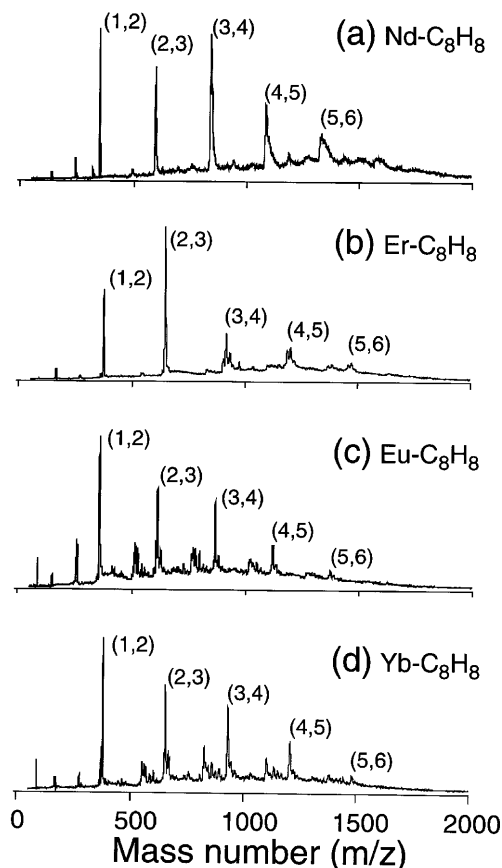 (a) Nd-C₈H₈
(1,2) (2,3) (3,4) (4,5) (5,6)
(b) Er-C₈H₈
(1,2) (2,3) (3,4) (4,5) (5,6)
(c) Eu-C₈H₈
(1,2) (2,3) (3,4) (4,5) (5,6)
(d) Yb-C₈H₈
(1,2) (2,3) (3,4) (4,5) (5,6)
0 500 1000 1500 2000
Mass number (m/z)